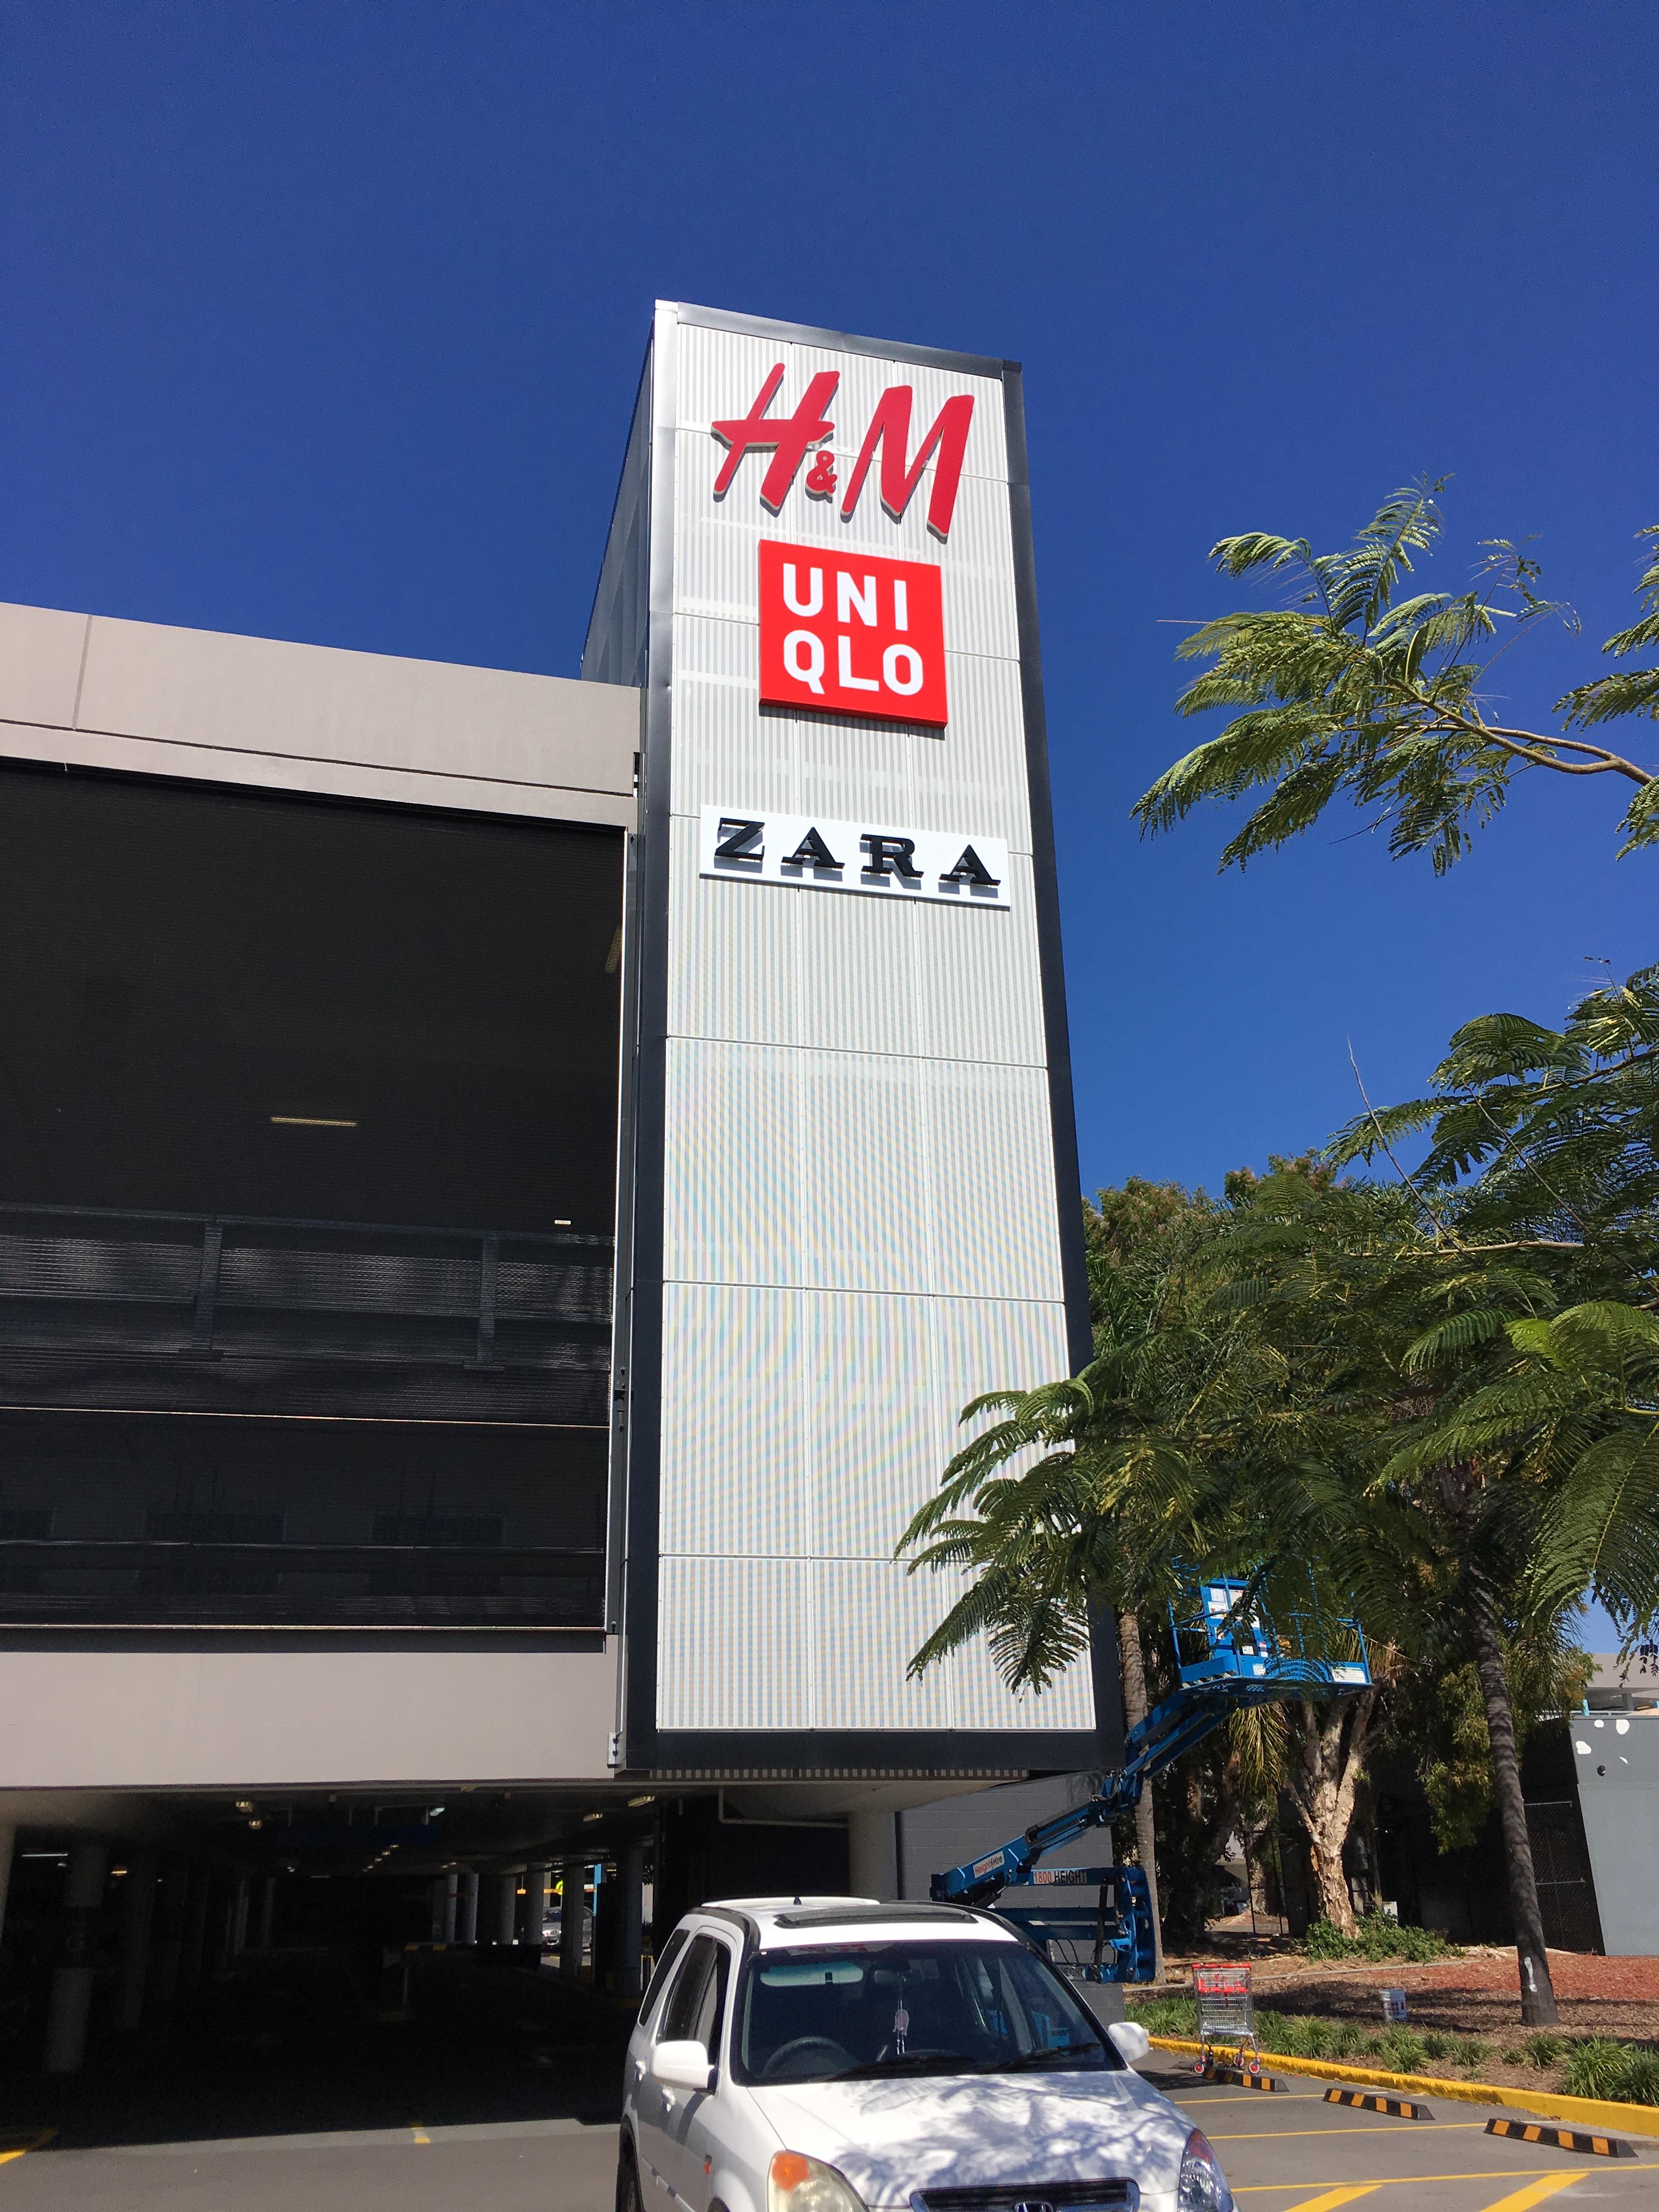 H&M
UNI
QLO
ZARA
1800 HEIGHT